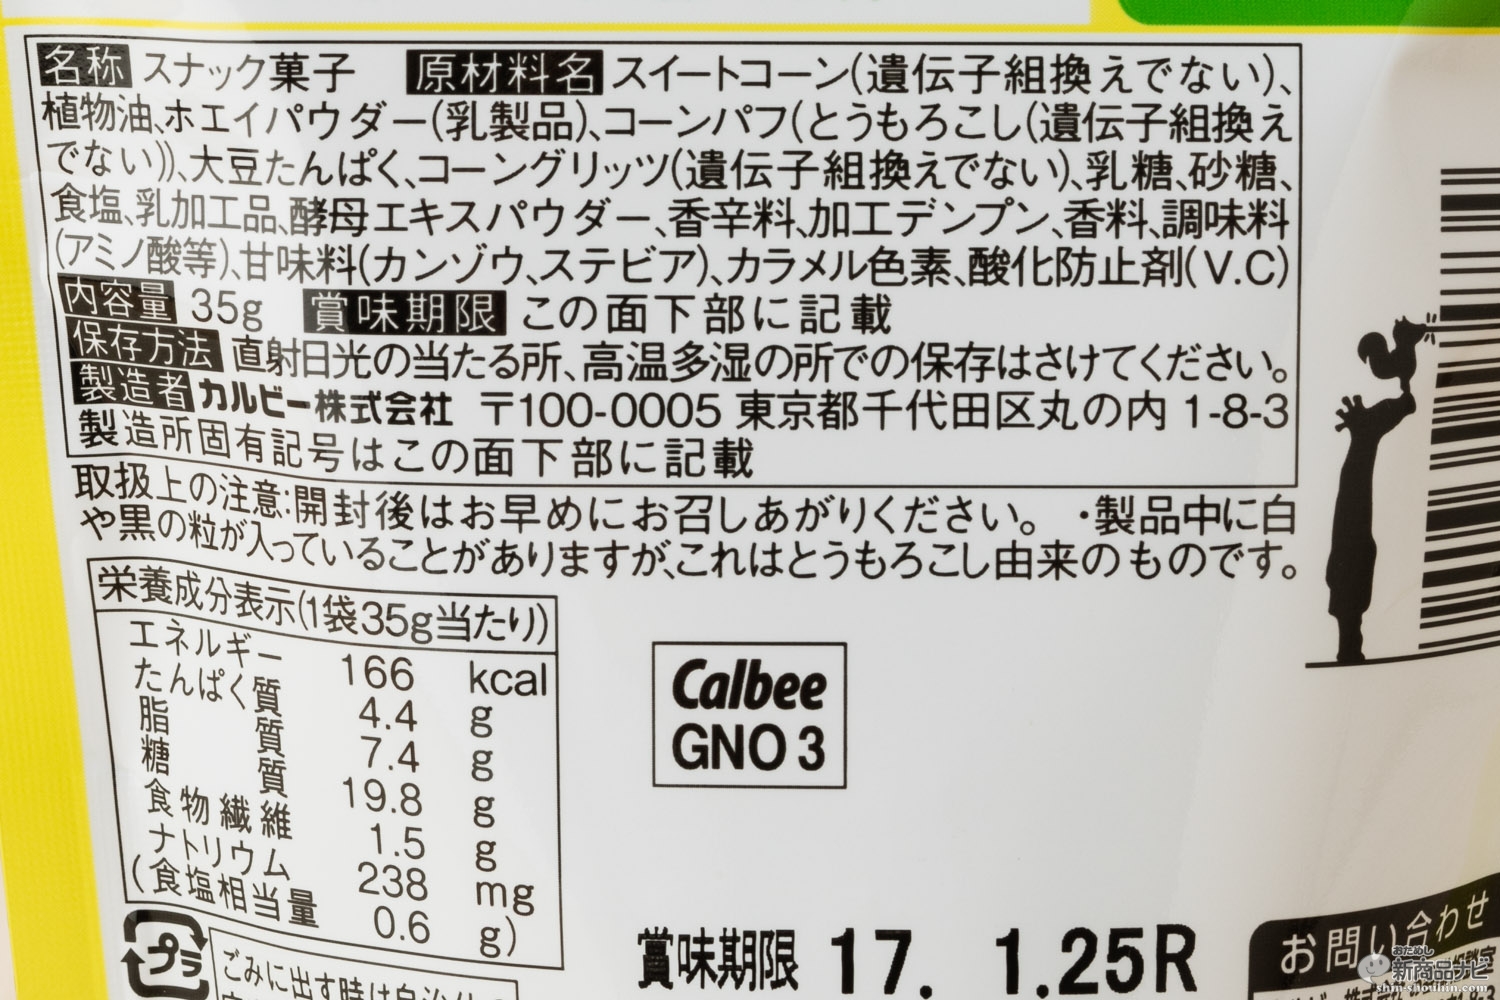 名称 スナック菓子 原材料名 スイートコーン(遺伝子組換えでない)、
植物油、ホエイパウダー(乳製品)、コーンパフ(とうもろこし(遺伝子組換え
でない))、大豆たんぱく、コーングリッツ(遺伝子組換えでない)、乳糖、砂糖、
食塩、乳加工品、酵母エキスパウダー、香辛料、加工デンプン、香料、調味料
(アミノ酸等)、甘味料(カンゾウ、ステビア)、カラメル色素、酸化防止剤(V.C)
内容量 35g 賞味期限 この面下部に記載
保存方法 直射日光の当たる所、高温多湿の所での保存はさけてください。
製造者 カルビー株式会社 〒100-0005 東京都千代田区丸の内 1-8-3
製造所固有記号はこの面下部に記載
取扱上の注意:開封後はお早めにお召しあがりください。 ・製品中に白
や黒の粒が入っていることがありますが、これはとうもろこし由来のものです。
栄養成分表示(1袋35g当たり)
エネルギー 166 kcal
たんぱく質 4.4 g
脂質 7.4 g
糖質 19.8 g
食物繊維 1.5 g
ナトリウム 238 mg
(食塩相当量 0.6 g)
Calbee
GNO 3
プラ
ごみに出す時は自治
賞味期限 17. 1.25R
お問い合わせ
おためし
新商品ナビ
shin-shouhin.com